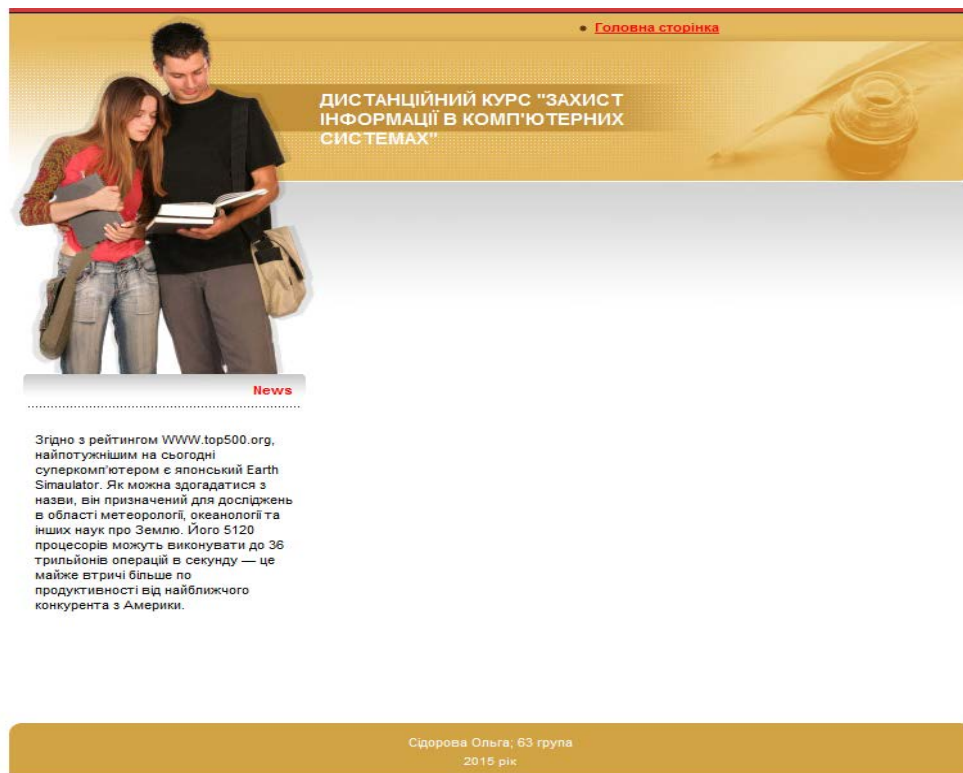 Головна сторінка
ДИСТАНЦІЙНИЙ КУРС "ЗАХИСТ
ІНФОРМАЦІЇ В КОМП'ЮТЕРНИХ
СИСТЕМАХ"
News
Згідно з рейтингом WWW.top500.org,
найпотужнішим на сьогодні
суперкомп'ютером є японський Earth
Simaulator. Як можна здогадатися з
назви, він призначений для досліджень
в області метеорології, океанології та
інших наук про Землю. Його 5120
процесорів можуть виконувати до 36
трильйонів операцій в секунду — це
майже втричі більше по
продуктивності від найближчого
конкурента з Америки.
Сідорова Ольга; 63 група
2015 рік